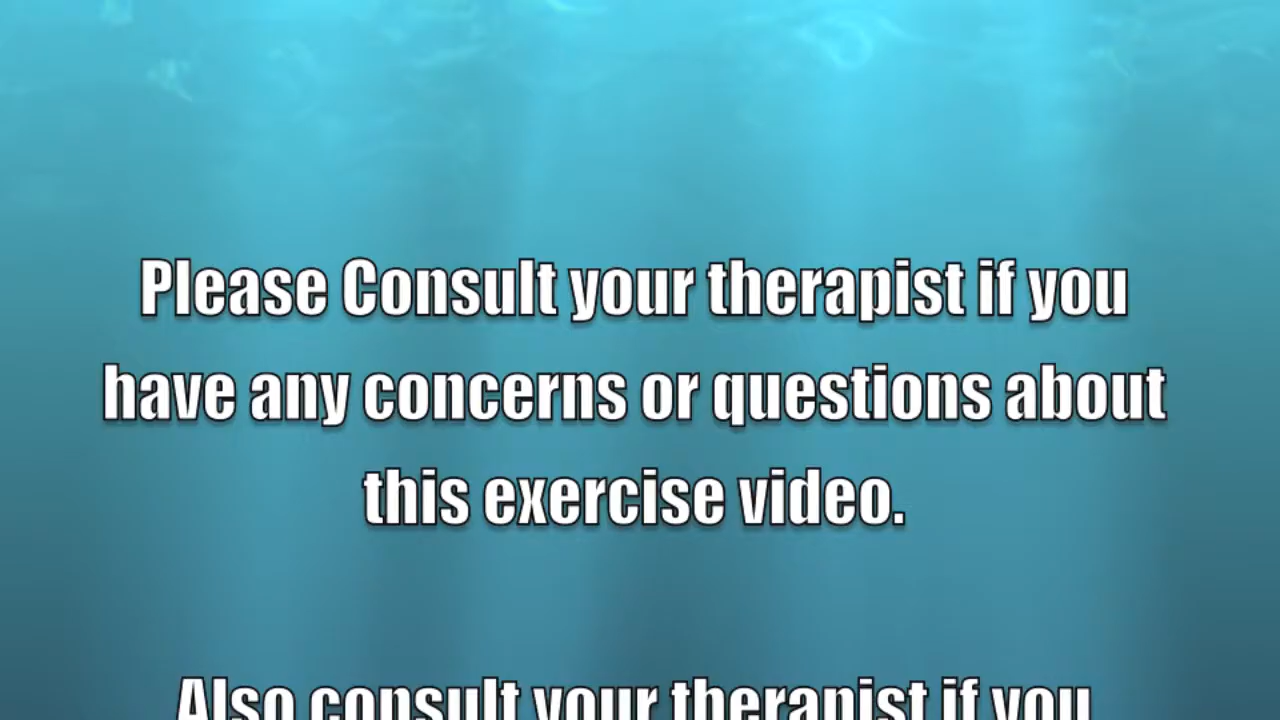 Please Consult your therapist if you
have any concerns or questions about
this exercise video.
Also consult your therapist if you